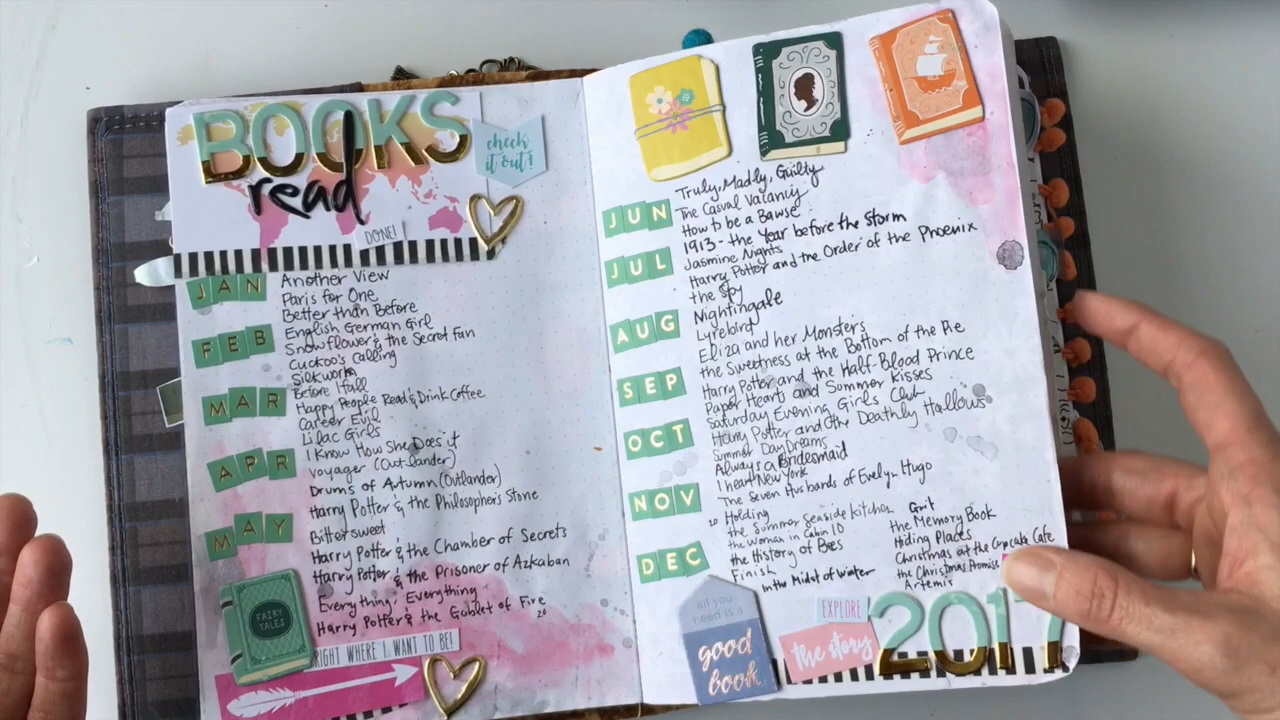 BOOKS
read
check
it out!
DONE!
JAN
Another View
Paris for One
Better than Before
English German Girl
FEB
Snowflower & the Secret Fan
Cuckoo's Calling
Silkworm
Before I fall
MAR
Happy People Read & Drink Coffee
Career Evil
Lilac Girls
I Know How She Does it
APR
Voyager (Outlander)
Drums of Autumn (Outlander)
Harry Potter & the Philosopher's Stone
MAY
Bittersweet
Harry Potter & the Chamber of Secrets
Harry Potter & the Prisoner of Azkaban
Everything, Everything
Harry Potter & the Goblet of Fire
20
FAIRY
TALES
RIGHT WHERE I WANT TO BE!
Truly, Madly, Guilty
JUN
The Casual Vacancy
How to be a Bawse
1913 - the Year before the storm
JUL
Jasmine Nights
Harry Potter and the Order of the Phoenix
the Spy
Nightingale
AUG
Lyrebird
Eliza and her Monsters
the Sweetness at the Bottom of the Pie
SEP
Harry Potter and the Half-Blood Prince
Paper Hearts and Summer Kisses
Saturday Evening Girls Club
OCT
Harry Potter and the Deathly Hallows
Summer Day Dreams
Always a Bridesmaid
I heart New York
NOV
The Seven Husbands of Evelyn Hugo
20 Holding
the Summer Seaside Kitchen
the Woman in Cabin 10
the History of Bees
DEC
Finish
In the Midst of Winter
Grit
the Memory Book
Hiding Places
Christmas at the Cupcake Cafe
the Christmas Promise
Artemis
all you
need is a
good
book
EXPLORE
the story
2017